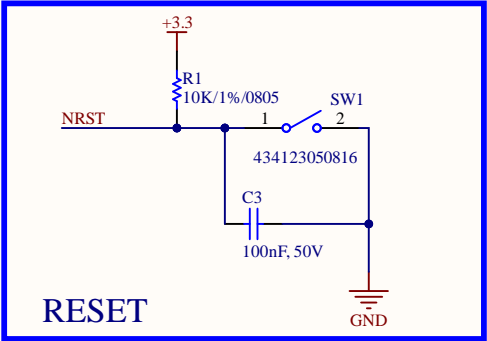 +3.3
R1
10K/1%/0805
NRST
1
SW1
2
434123050816
C3
100nF, 50V
RESET
GND